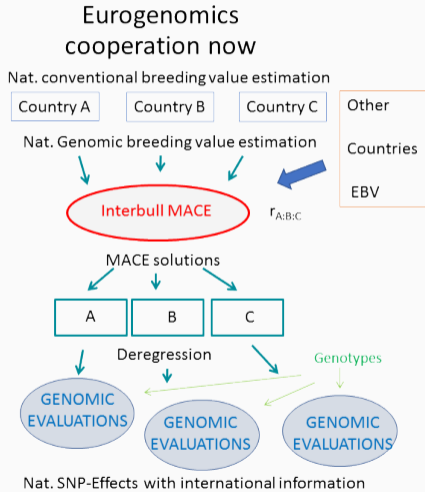 Eurogenomics
cooperation now
Nat. conventional breeding value estimation
Country A
Country B
Country C
Other
Countries
EBV
Nat. Genomic breeding value estimation
Interbull MACE
rA:B:C
MACE solutions
A
B
C
Deregression
Genotypes
GENOMIC
EVALUATIONS
GENOMIC
EVALUATIONS
GENOMIC
EVALUATIONS
Nat. SNP-Effects with international information